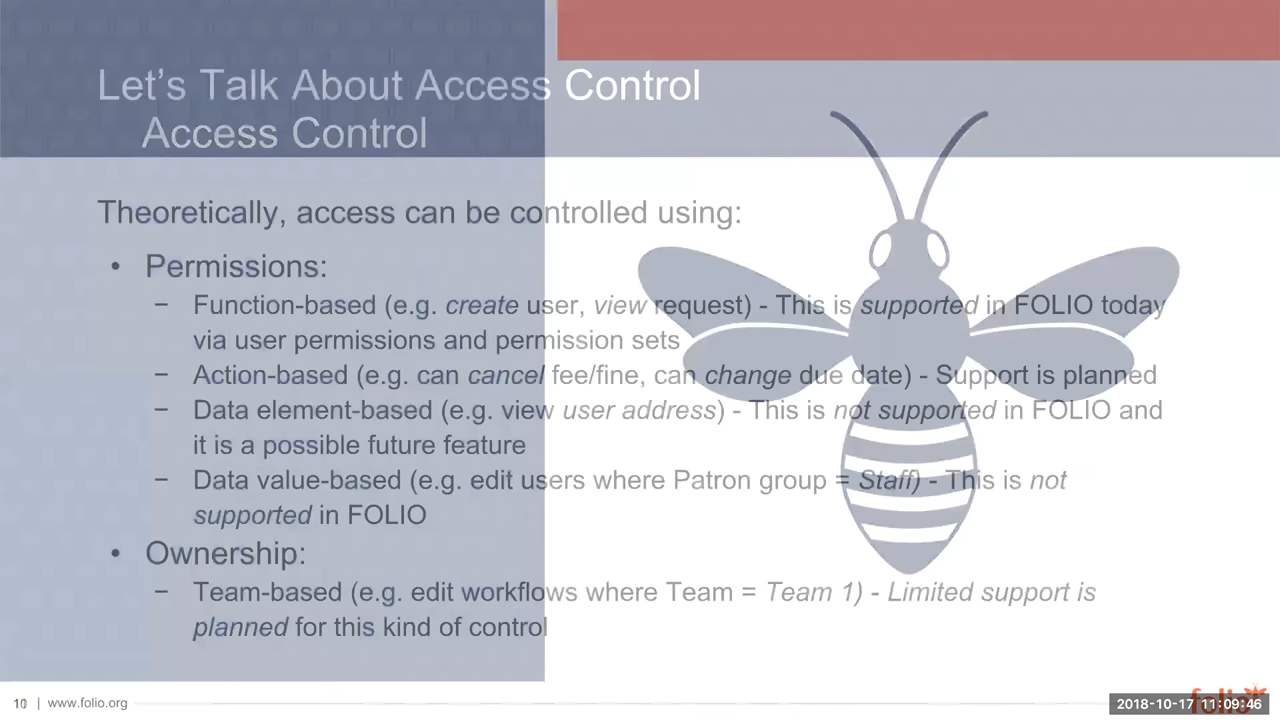 Let's Talk About Access Control
Access Control
Theoretically, access can be controlled using:
• Permissions:
− Function-based (e.g. create user, view request) - This is supported in FOLIO today
via user permissions and permission sets
− Action-based (e.g. can cancel fee/fine, can change due date) - Support is planned
− Data element-based (e.g. view user address) - This is not supported in FOLIO and
it is a possible future feature
− Data value-based (e.g. edit users where Patron group = Staff) - This is not
supported in FOLIO
• Ownership:
− Team-based (e.g. edit workflows where Team = Team 1) - Limited support is
planned for this kind of control
| www.folio.org
folio
2018-10-17 11:09:46